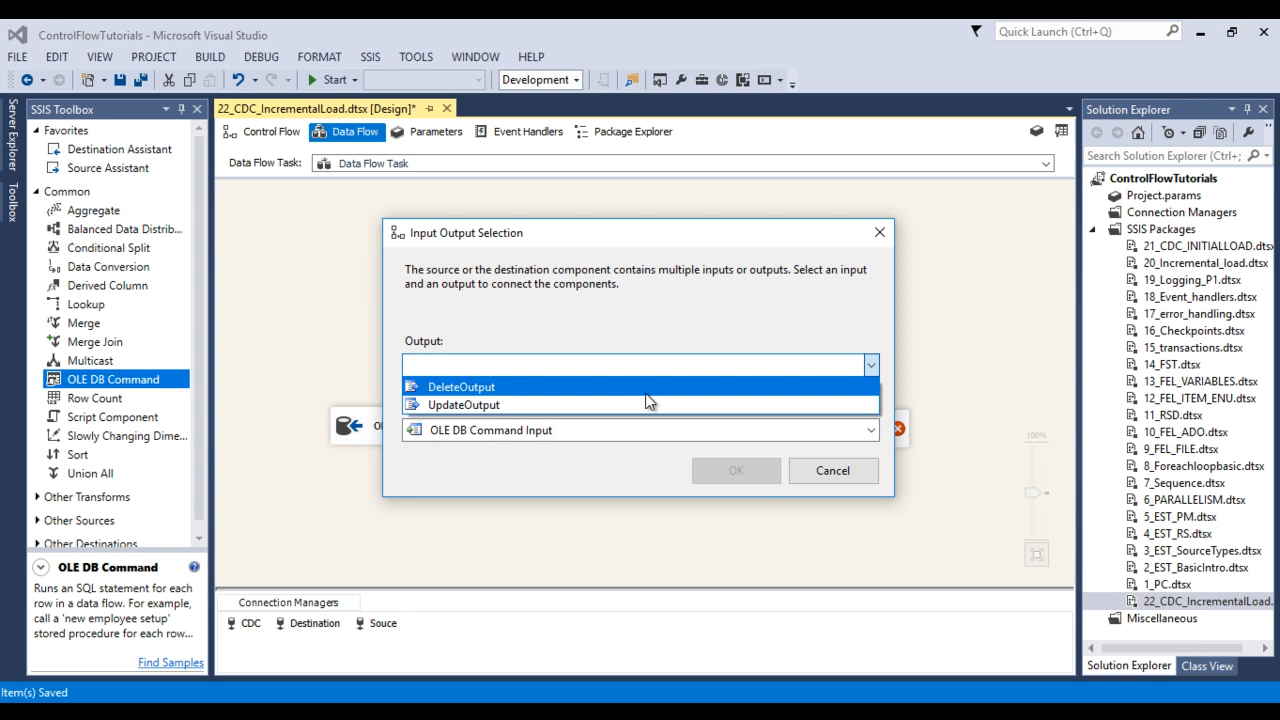 ControlFlowTutorials - Microsoft Visual Studio
Quick Launch (Ctrl+Q)
FILE EDIT VIEW PROJECT BUILD DEBUG FORMAT SSIS TOOLS WINDOW HELP
Start Development
Server Explorer
Toolbox
SSIS Toolbox
Favorites
Destination Assistant
Source Assistant
Common
Aggregate
Balanced Data Distrib...
Conditional Split
Data Conversion
Derived Column
Lookup
Merge
Merge Join
Multicast
OLE DB Command
Row Count
Script Component
Slowly Changing Dime...
Sort
Union All
Other Transforms
Other Sources
Other Destinations
OLE DB Command
Runs an SQL statement for each
row in a data flow. For example,
call a 'new employee setup'
stored procedure for each row...
Find Samples
22_CDC_IncrementalLoad.dtsx [Design]*
Control Flow Data Flow Parameters Event Handlers Package Explorer
Data Flow Task: Data Flow Task
Input Output Selection
The source or the destination component contains multiple inputs or outputs. Select an input
and an output to connect the components.
Output:
DeleteOutput
UpdateOutput
OLE DB Command Input
OK Cancel
100%
Connection Managers
CDC Destination Souce
Solution Explorer
Search Solution Explorer (Ctrl+;
ControlFlowTutorials
Project.params
Connection Managers
SSIS Packages
21_CDC_INITIALLOAD.dtsx
20_Incremental_load.dtsx
19_Logging_P1.dtsx
18_Event_handlers.dtsx
17_error_handling.dtsx
16_Checkpoints.dtsx
15_transactions.dtsx
14_FST.dtsx
13_FEL_VARIABLES.dtsx
12_FEL_ITEM_ENU.dtsx
11_RSD.dtsx
10_FEL_ADO.dtsx
9_FEL_FILE.dtsx
8_Foreachloopbasic.dtsx
7_Sequence.dtsx
6_PARALLELISM.dtsx
5_EST_PM.dtsx
4_EST_RS.dtsx
3_EST_SourceTypes.dtsx
2_EST_BasicIntro.dtsx
1_PC.dtsx
22_CDC_IncrementalLoad.
Miscellaneous
Solution Explorer Class View
Item(s) Saved